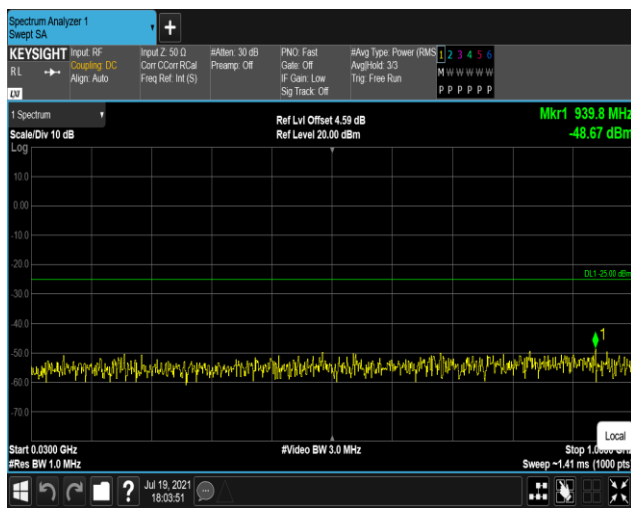 Spectrum Analyzer 1
Swept SA
+
KEYSIGHT
RL
LXI
Input: RF
Coupling: DC
Align: Auto
Input Z: 50 Ω
Corr CCorr RCal
Freq Ref: Int (S)
#Atten: 30 dB
Preamp: Off
PNO: Fast
Gate: Off
IF Gain: Low
Sig Track: Off
#Avg Type: Power (RMS
Avg|Hold: 3/3
Trig: Free Run
1 2 3 4 5 6
M W W W W W
P P P P P P
1 Spectrum
Scale/Div 10 dB
Log
Ref Lvl Offset 4.59 dB
Ref Level 20.00 dBm
Mkr1 939.8 MHz
-48.67 dBm
10.0
0.00
-10.0
-20.0
DL1 -25.00 dBm
-30.0
-40.0
1
-50.0
-60.0
-70.0
Local
Start 0.0300 GHz
#Res BW 1.0 MHz
#Video BW 3.0 MHz
Stop
Sweep ~1.41 ms (1000 pts)
?
Jul 19, 2021
18:03:51